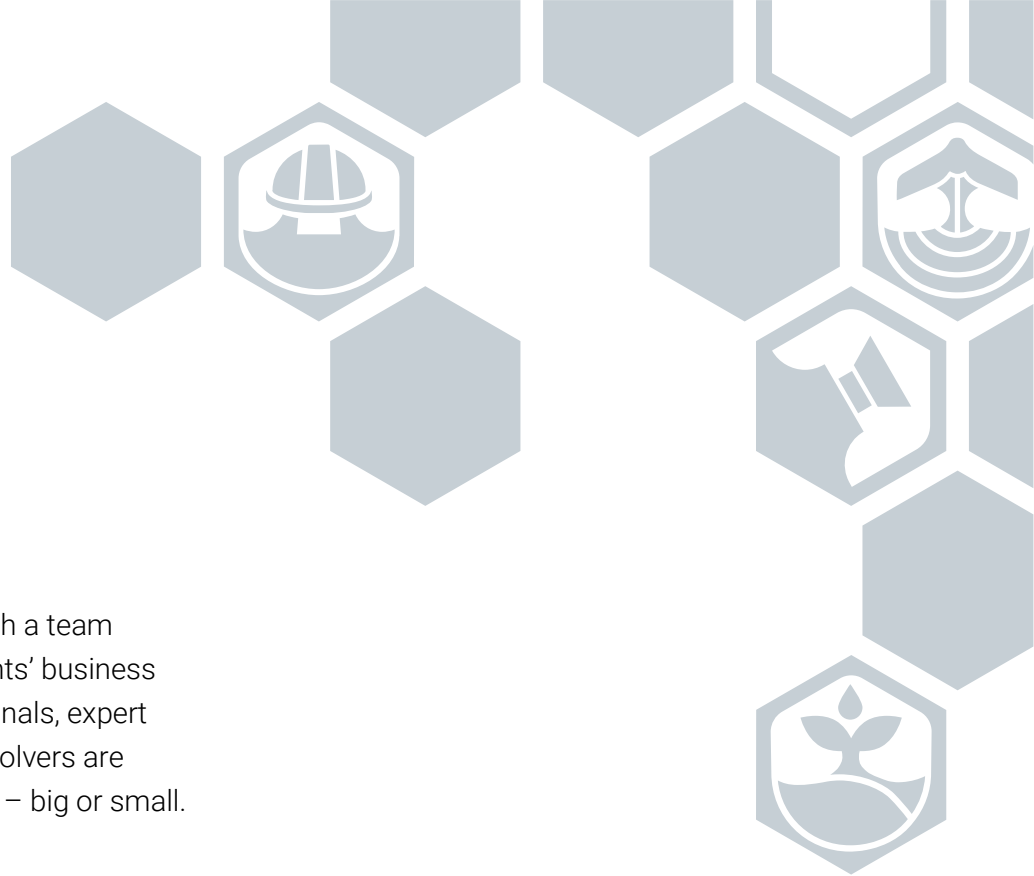 h a team
nts’ business
nals, expert
olvers are
– big or small.